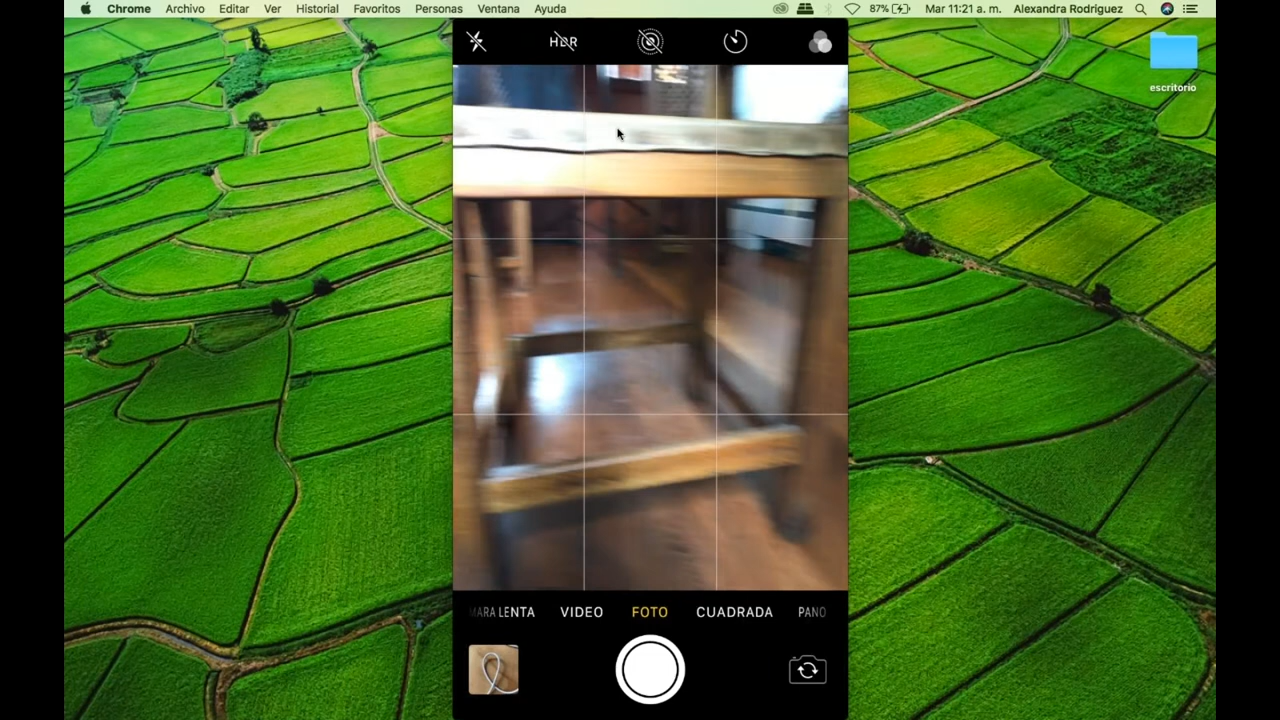 Chrome Archivo Editar Ver Historial Favoritos Personas Ventana Ayuda 87% Mar 11:21 a. m. Alexandra Rodriguez
HDR
escritorio
LENTA VIDEO FOTO CUADRADA PANO